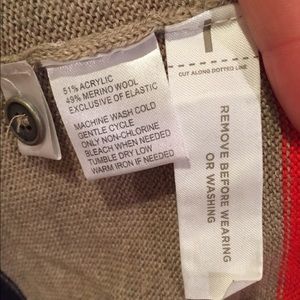 51% ACRYLIC
49% MERINO WOOL
EXCLUSIVE OF ELASTIC
MACHINE WASH COLD
GENTLE CYCLE
ONLY NON-CHLORINE
BLEACH WHEN NEEDED
TUMBLE DRY LOW
WARM IRON IF NEEDED
CUT ALONG DOTTED LINE
REMOVE BEFORE WEARING
OR WASHING